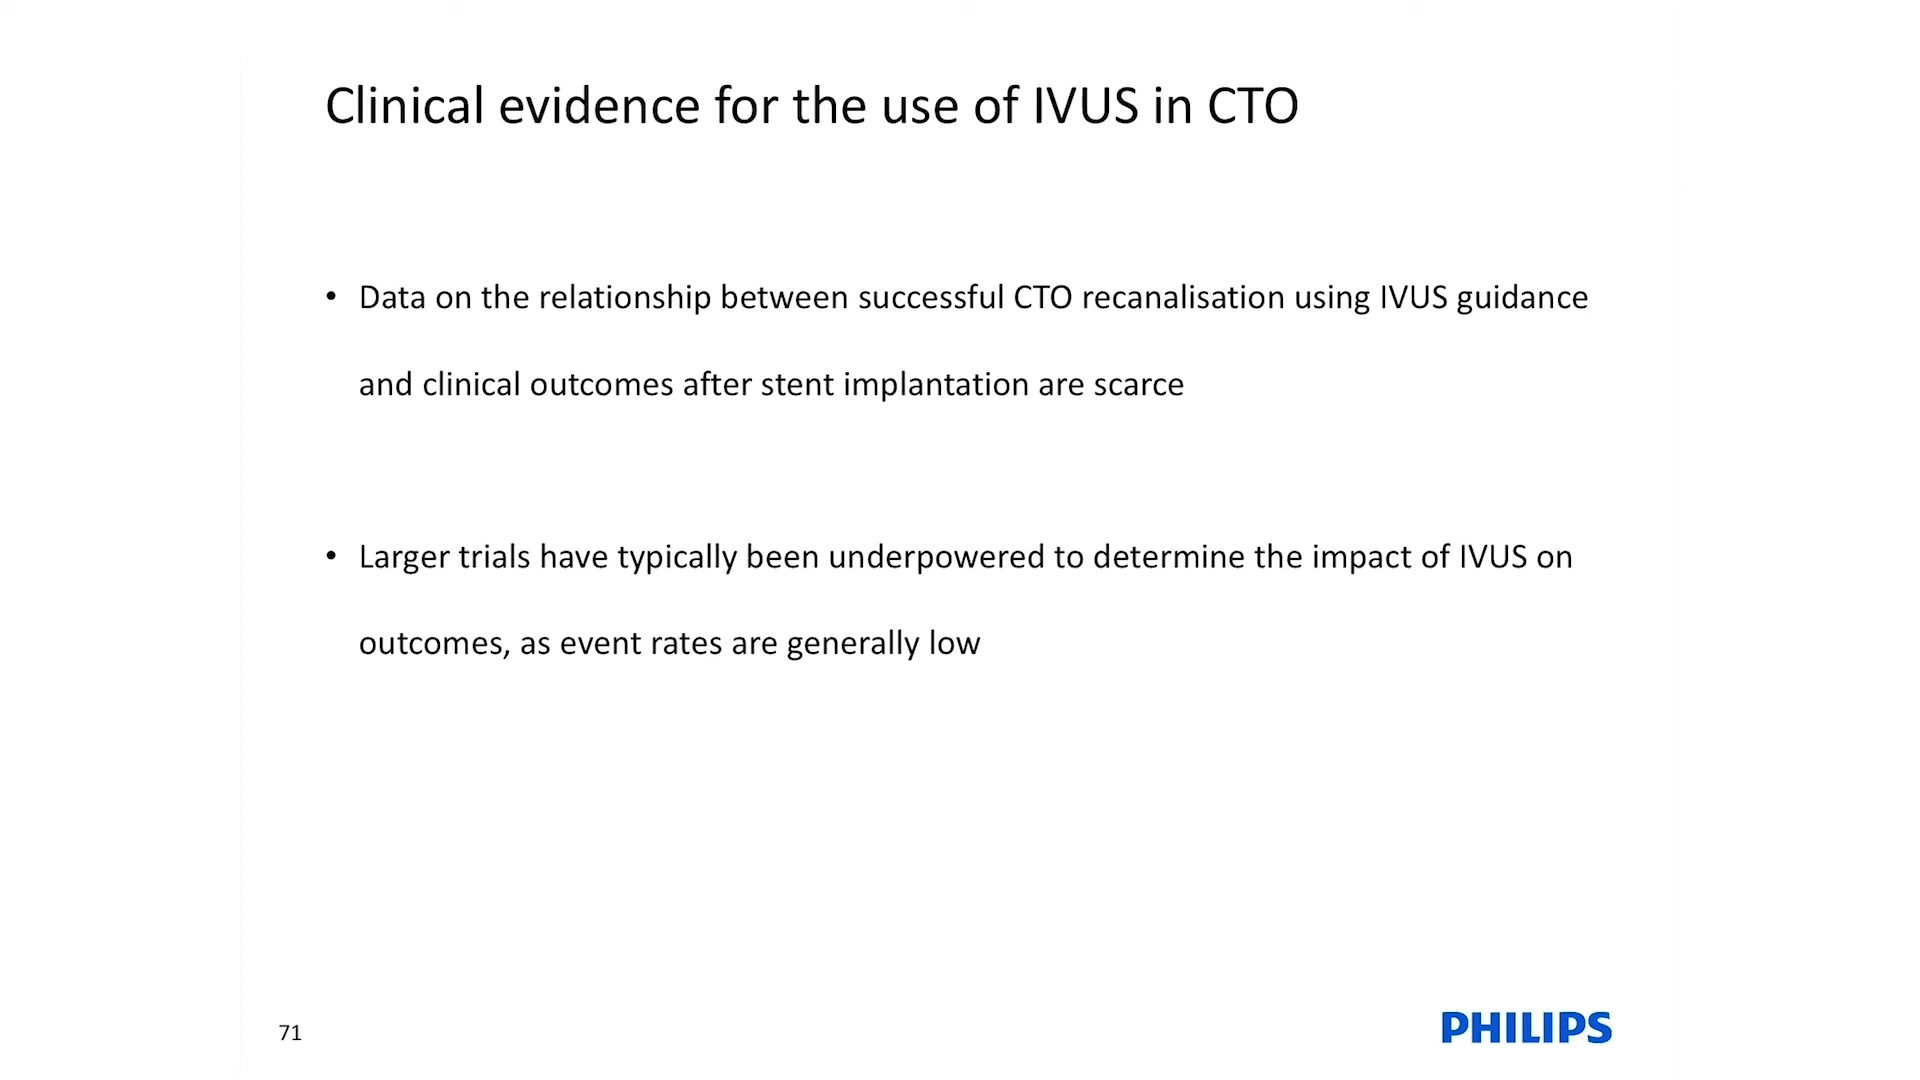 Clinical evidence for the use of IVUS in CTO
• Data on the relationship between successful CTO recanalisation using IVUS guidance
and clinical outcomes after stent implantation are scarce
• Larger trials have typically been underpowered to determine the impact of IVUS on
outcomes, as event rates are generally low
71
PHILIPS